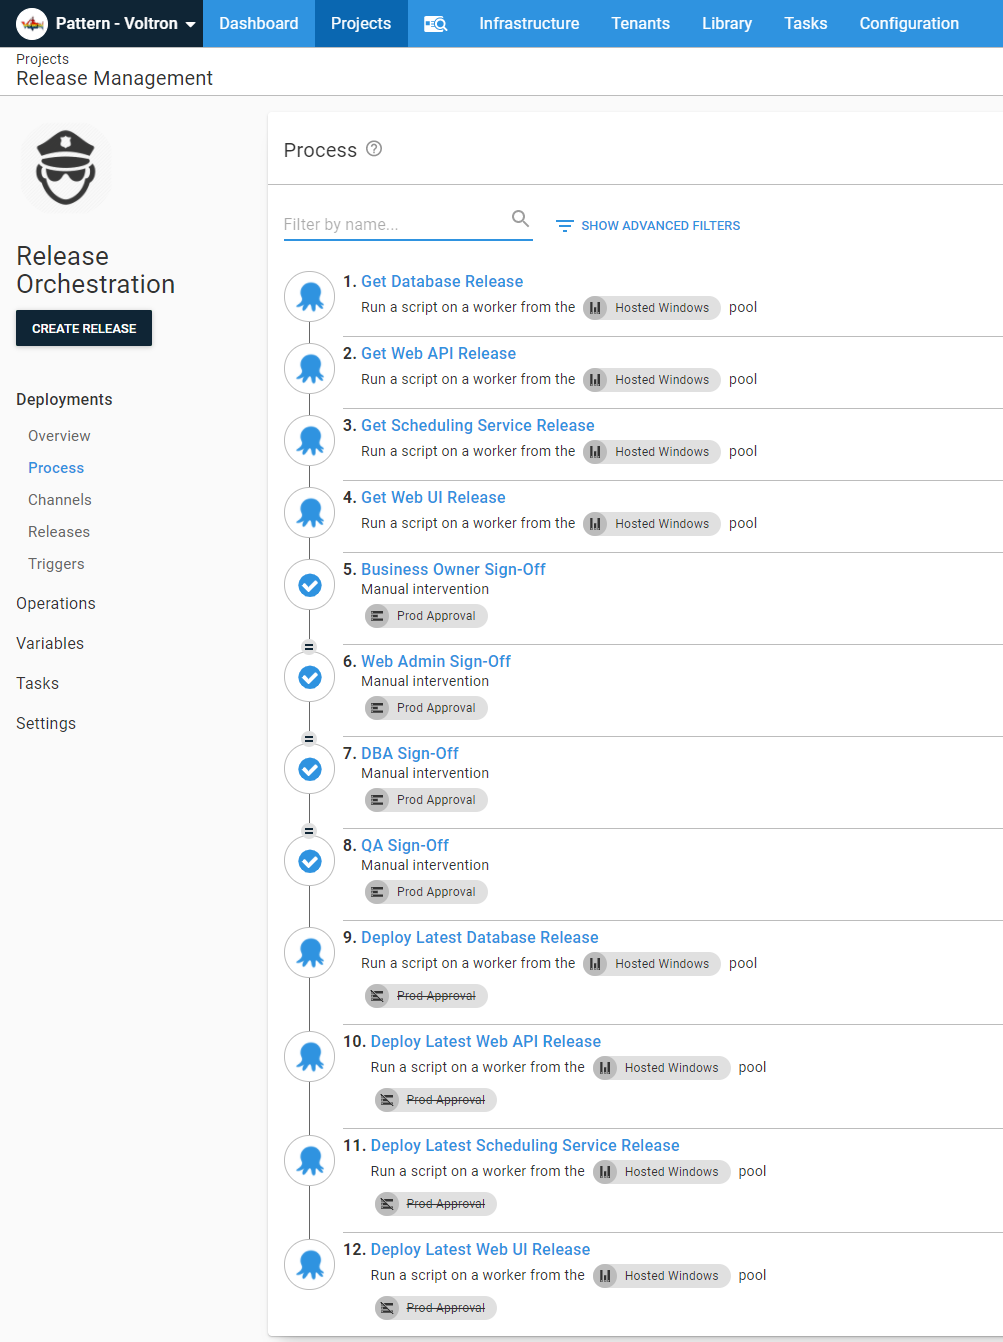 Pattern - Voltron
Dashboard
Projects
Infrastructure
Tenants
Library
Tasks
Configuration
Projects
Release Management
Release
Orchestration
CREATE RELEASE
Deployments
Overview
Process
Channels
Releases
Triggers
Operations
Variables
Tasks
Settings
Process
Filter by name...
SHOW ADVANCED FILTERS
1. Get Database Release
Run a script on a worker from the Hosted Windows pool
2. Get Web API Release
Run a script on a worker from the Hosted Windows pool
3. Get Scheduling Service Release
Run a script on a worker from the Hosted Windows pool
4. Get Web UI Release
Run a script on a worker from the Hosted Windows pool
5. Business Owner Sign-Off
Manual intervention
Prod Approval
6. Web Admin Sign-Off
Manual intervention
Prod Approval
7. DBA Sign-Off
Manual intervention
Prod Approval
8. QA Sign-Off
Manual intervention
Prod Approval
9. Deploy Latest Database Release
Run a script on a worker from the Hosted Windows pool
Prod Approval
10. Deploy Latest Web API Release
Run a script on a worker from the Hosted Windows pool
Prod Approval
11. Deploy Latest Scheduling Service Release
Run a script on a worker from the Hosted Windows pool
Prod Approval
12. Deploy Latest Web UI Release
Run a script on a worker from the Hosted Windows pool
Prod Approval